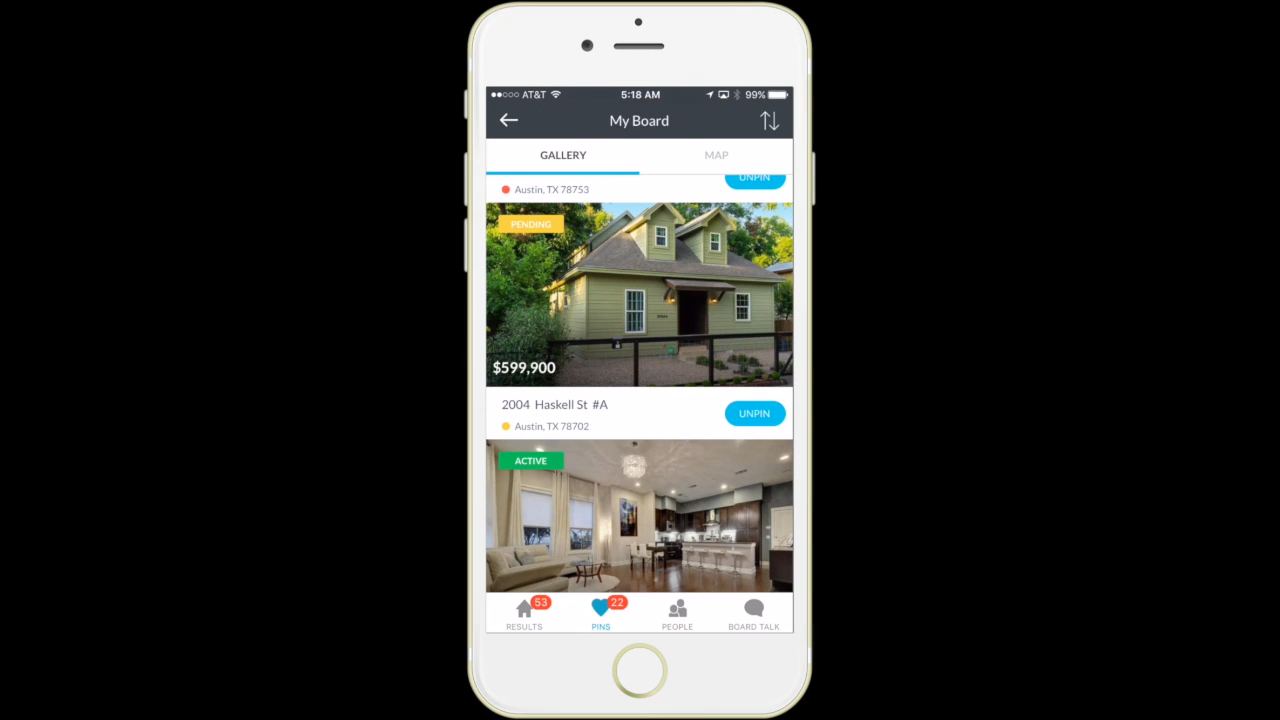 AT&T 5:18 AM 99%
My Board
GALLERY MAP
UNPIN
Austin, TX 78753
PENDING
$599,900
2004 Haskell St #A
UNPIN
Austin, TX 78702
ACTIVE
53 22
RESULTS PINS PEOPLE BOARD TALK